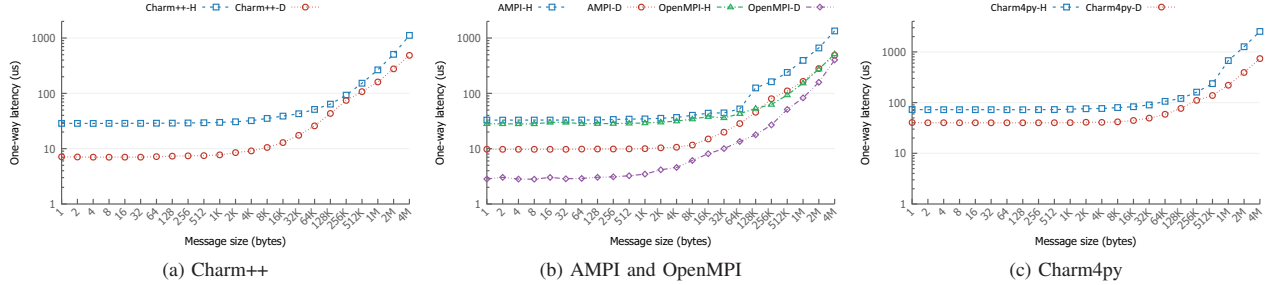 Charm++-H Charm++-D
One-way latency (us)
1000
100
10
1
1 2 4 8 16 32 64 128 256 512 1K 2K 4K 8K 16K 32K 64K 128K 256K 512K 1M 2M 4M
Message size (bytes)
(a) Charm++
AMPI-H AMPI-D OpenMPI-H OpenMPI-D
One-way latency (us)
1000
100
10
1
1 2 4 8 16 32 64 128 256 512 1K 2K 4K 8K 16K 32K 64K 128K 256K 512K 1M 2M 4M
Message size (bytes)
(b) AMPI and OpenMPI
Charm4py-H Charm4py-D
One-way latency (us)
1000
100
10
1
1 2 4 8 16 32 64 128 256 512 1K 2K 4K 8K 16K 32K 64K 128K 256K 512K 1M 2M 4M
Message size (bytes)
(c) Charm4py